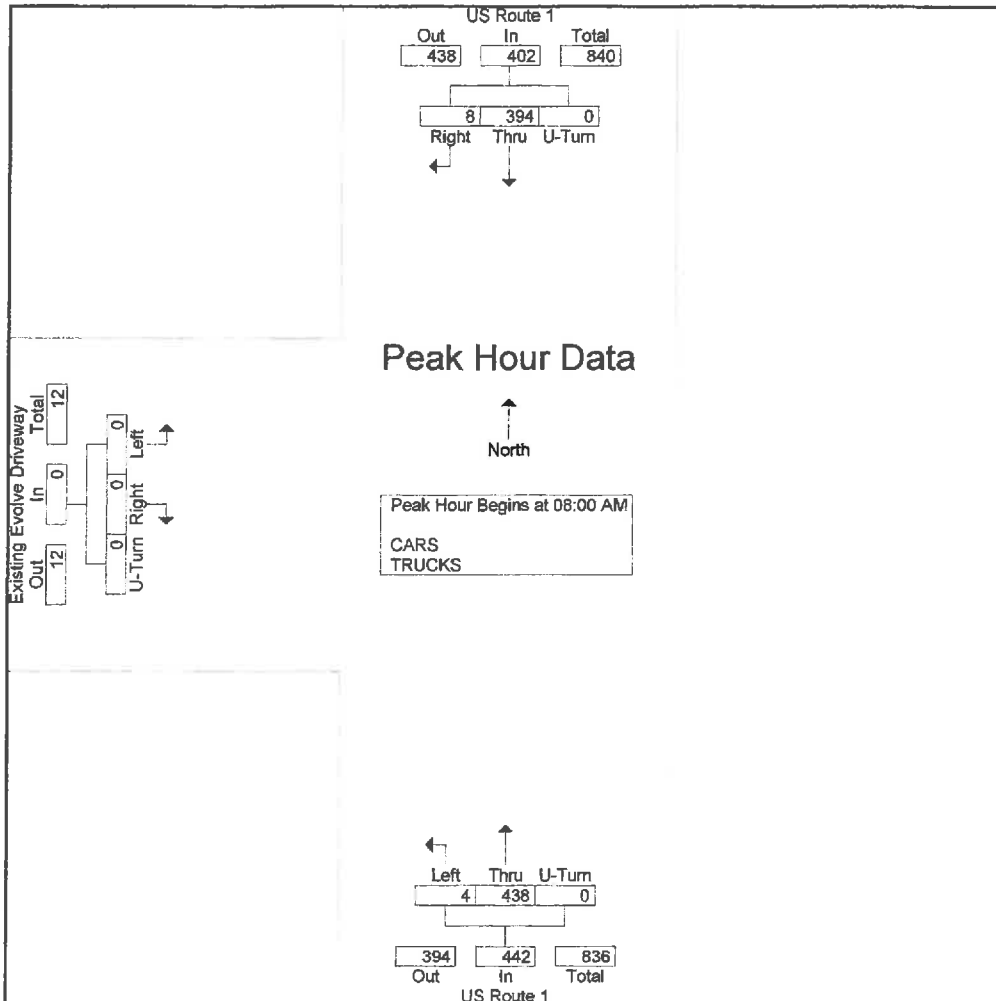 US Route 1
Out In Total
438 402 840
8 394 0
Right Thru U-Turn
Peak Hour Data
North
Existing Evolve Driveway
Out In Total
12 0 12
0 0 0
U-Turn Right Left
Peak Hour Begins at 08:00 AM
CARS
TRUCKS
Left Thru U-Turn
4 438 0
394 442 836
Out In Total
US Route 1